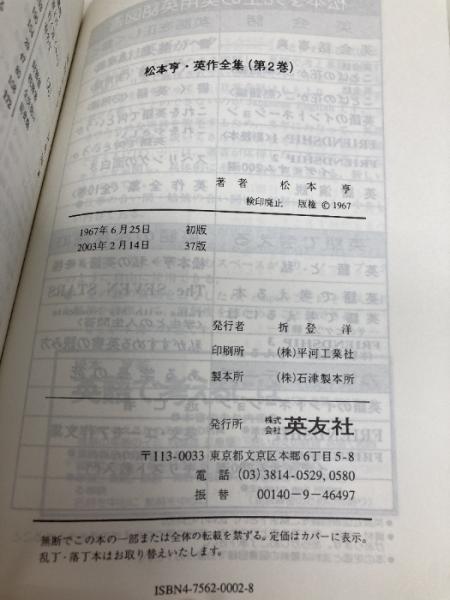 松本亨・英作全集(第2巻)
著者 松本 亨
検印廃止 版権 ©1967
1967年6月25日 初版
2003年2月14日 37版
発行者 折登 洋
印刷所 (株)平河工業社
製本所 (株)石津製本所
発行所 株式会社 英友社
〒113-0033 東京都文京区本郷6丁目5-8
電話 (03)3814-0529,0580
振替 00140-9-46497
無断でこの本の一部または全体の転載を禁ずる。定価はカバーに表示。
乱丁・落丁本はお取り替えいたします。
ISBN4-7562-0002-8